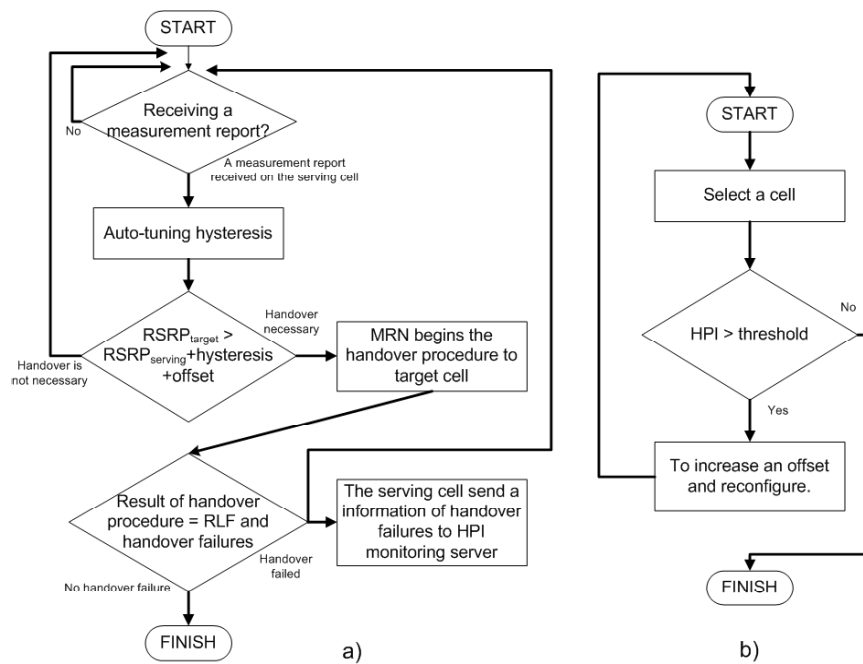 START
Receiving a
measurement report?
No
A measurement report
received on the serving cell
Auto-tuning hysteresis
RSRPtarget >
RSRPserving+hysteresis
+offset
Handover
necessary
Handover is
not necessary
MRN begins the
handover procedure to
target cell
Result of handover
procedure = RLF and
handover failures
The serving cell send a
information of handover
failures to HPI
monitoring server
Handover
failed
No handover failure
FINISH
a)
START
Select a cell
HPI > threshold
No
Yes
To increase an offset
and reconfigure.
FINISH
b)